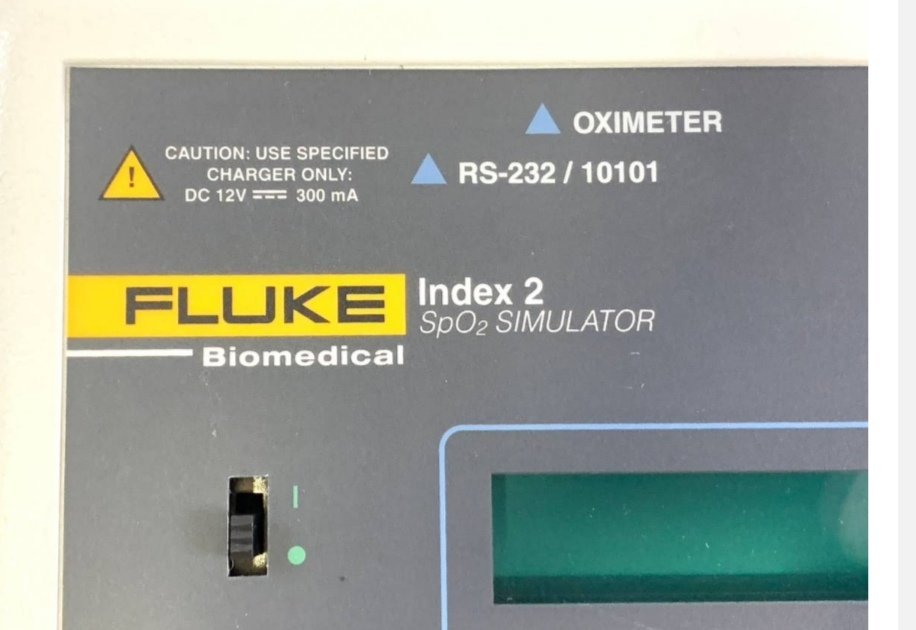 OXIMETER
RS-232 / 10101
CAUTION: USE SPECIFIED
CHARGER ONLY:
DC 12V ⎓ 300 mA
FLUKE
Biomedical
Index 2
SpO₂ SIMULATOR